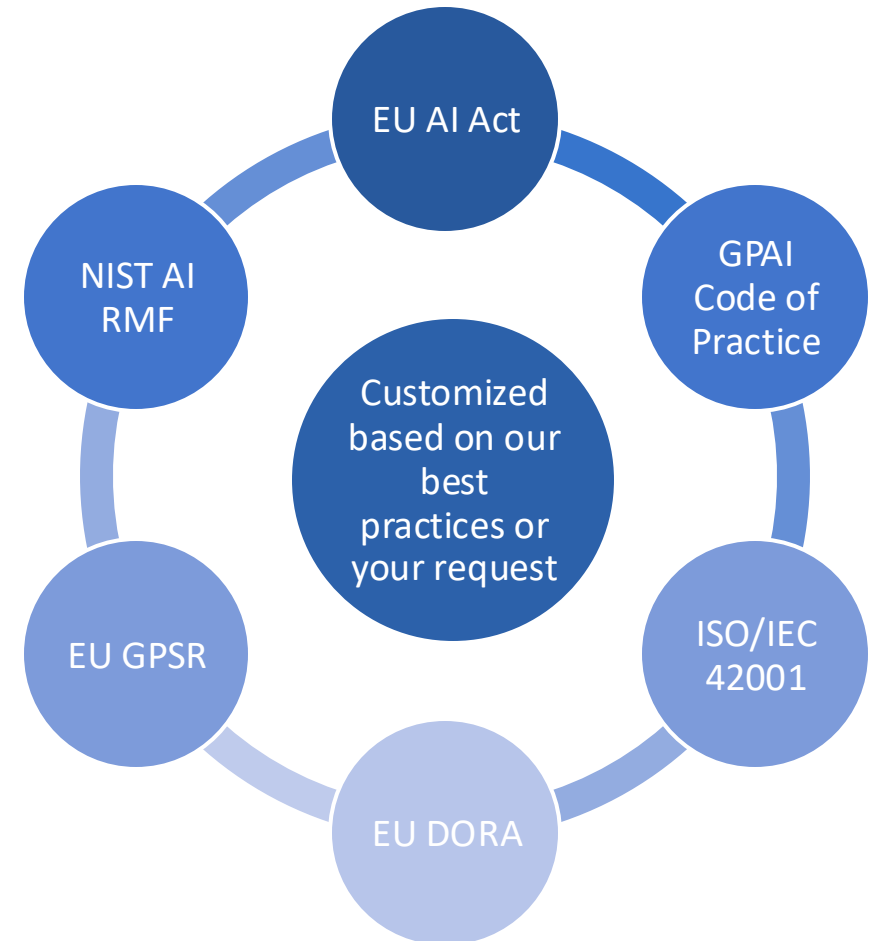 EU AI Act
GPAI
Code of
Practice
ISO/IEC
42001
EU DORA
EU GPSR
NIST AI
RMF
Customized
based on our
best
practices or
your request